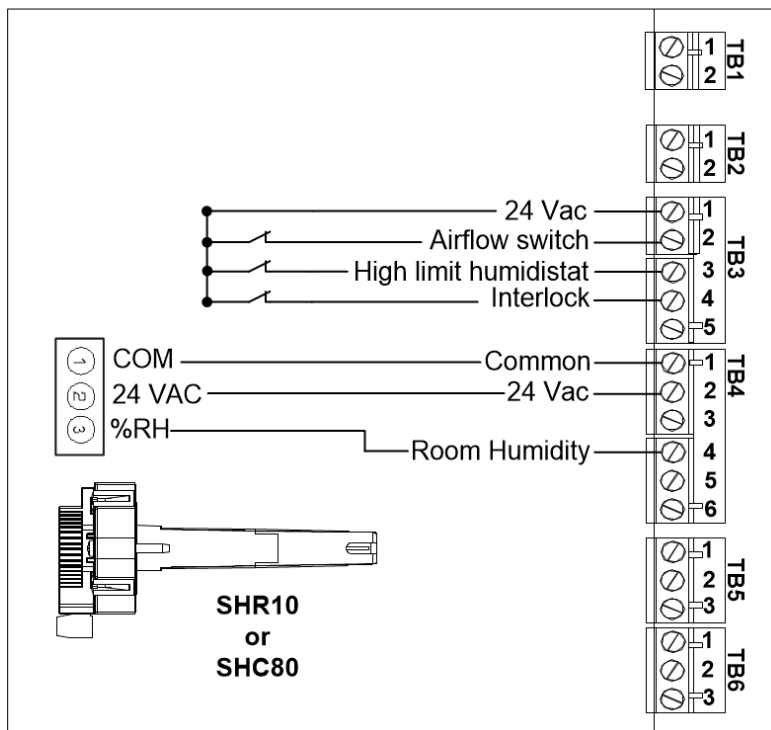 1
2
TB1
1
2
TB2
24 Vac
1
Airflow switch
2
High limit humidistat
3
Interlock
4
5
TB3
1 COM Common 1
2 24 VAC 24 Vac 2
3 %RH 3
Room Humidity 4
5
6
TB4
SHR10
or
SHC80
1
2
3
TB5
1
2
3
TB6